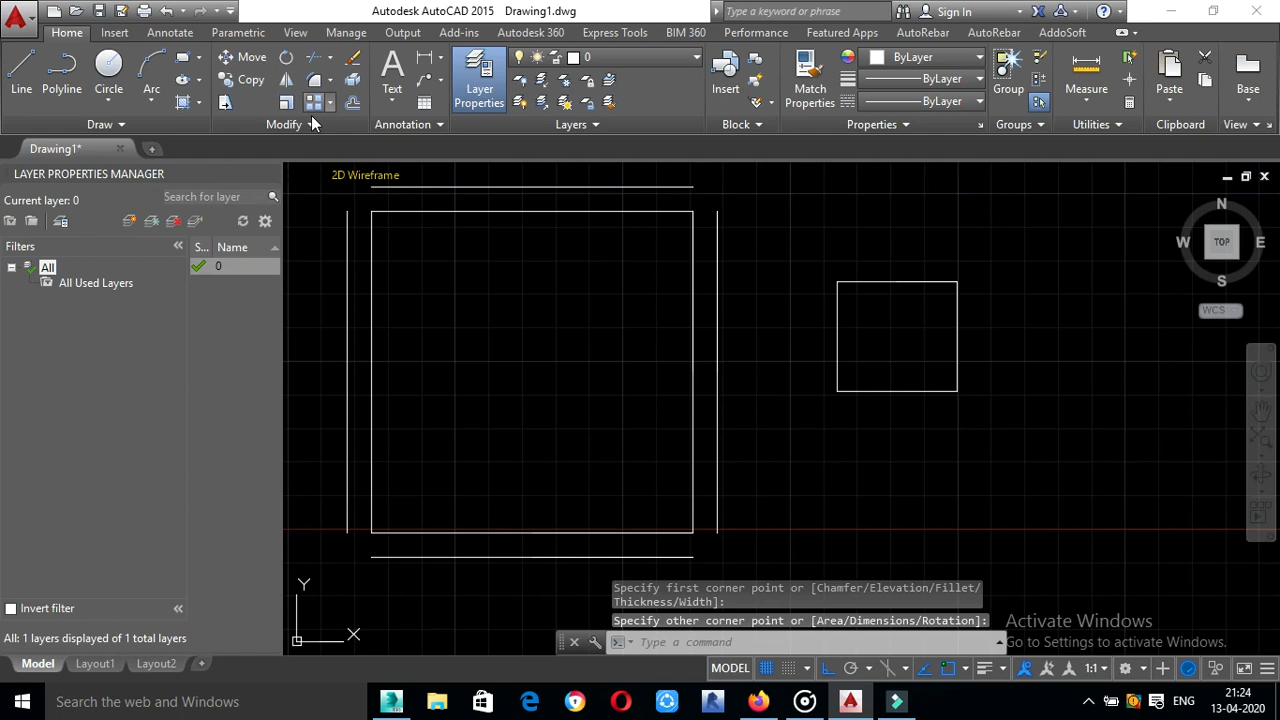 Autodesk AutoCAD 2015 Drawing1.dwg
Type a keyword or phrase
Sign In
Home Insert Annotate Parametric View Manage Output Add-ins Autodesk 360 Express Tools BIM 360 Performance Featured Apps AutoRebar AutoRebar AddoSoft
Move
Copy
0
ByLayer
ByLayer
ByLayer
Line Polyline Circle Arc Text Layer Properties Insert Match Properties Group Measure Paste Base
Draw Modify Annotation Layers Block Properties Groups Utilities Clipboard View
Drawing1*
LAYER PROPERTIES MANAGER
Current layer: 0
Search for layer
Filters
S... Name
All
0
All Used Layers
Invert filter
All: 1 layers displayed of 1 total layers
2D Wireframe
N
W TOP E
S
WCS
Y
X
Specify first corner point or [Chamfer/Elevation/Fillet/
Thickness/Width]:
Specify other corner point or [Area/Dimensions/Rotation]:
Type a command
Activate Windows
Go to Settings to activate Windows.
Model Layout1 Layout2
MODEL
1:1
Search the web and Windows
ENG
21:24
13-04-2020